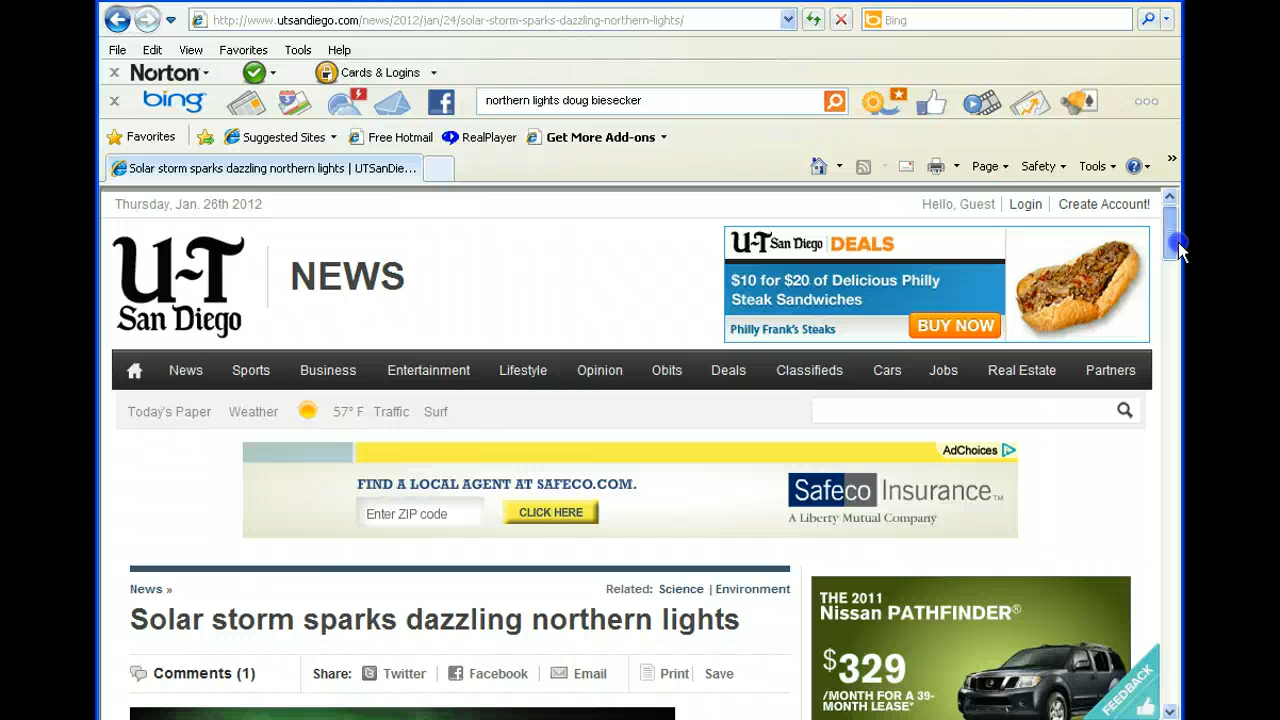 http://www.utsandiego.com/news/2012/jan/24/solar-storm-sparks-dazzling-northern-lights/
Bing
File Edit View Favorites Tools Help
Norton Cards & Logins
bing northern lights doug biesecker
Favorites Suggested Sites Free Hotmail RealPlayer Get More Add-ons
Solar storm sparks dazzling northern lights | UTSanDie... Page Safety Tools
Thursday, Jan. 26th 2012 Hello, Guest Login Create Account!
U-T San Diego
NEWS
U-T San Diego DEALS
$10 for $20 of Delicious Philly
Steak Sandwiches
Philly Frank's Steaks BUY NOW
News Sports Business Entertainment Lifestyle Opinion Obits Deals Classifieds Cars Jobs Real Estate Partners
Today's Paper Weather 57° F Traffic Surf
AdChoices
FIND A LOCAL AGENT AT SAFECO.COM.
Enter ZIP code CLICK HERE
Safeco Insurance™
A Liberty Mutual Company
News » Related: Science | Environment
Solar storm sparks dazzling northern lights
Comments (1) Share: Twitter Facebook Email Print Save
THE 2011
Nissan PATHFINDER®
$329
/MONTH FOR A 39-
MONTH LEASE*
FEEDBACK